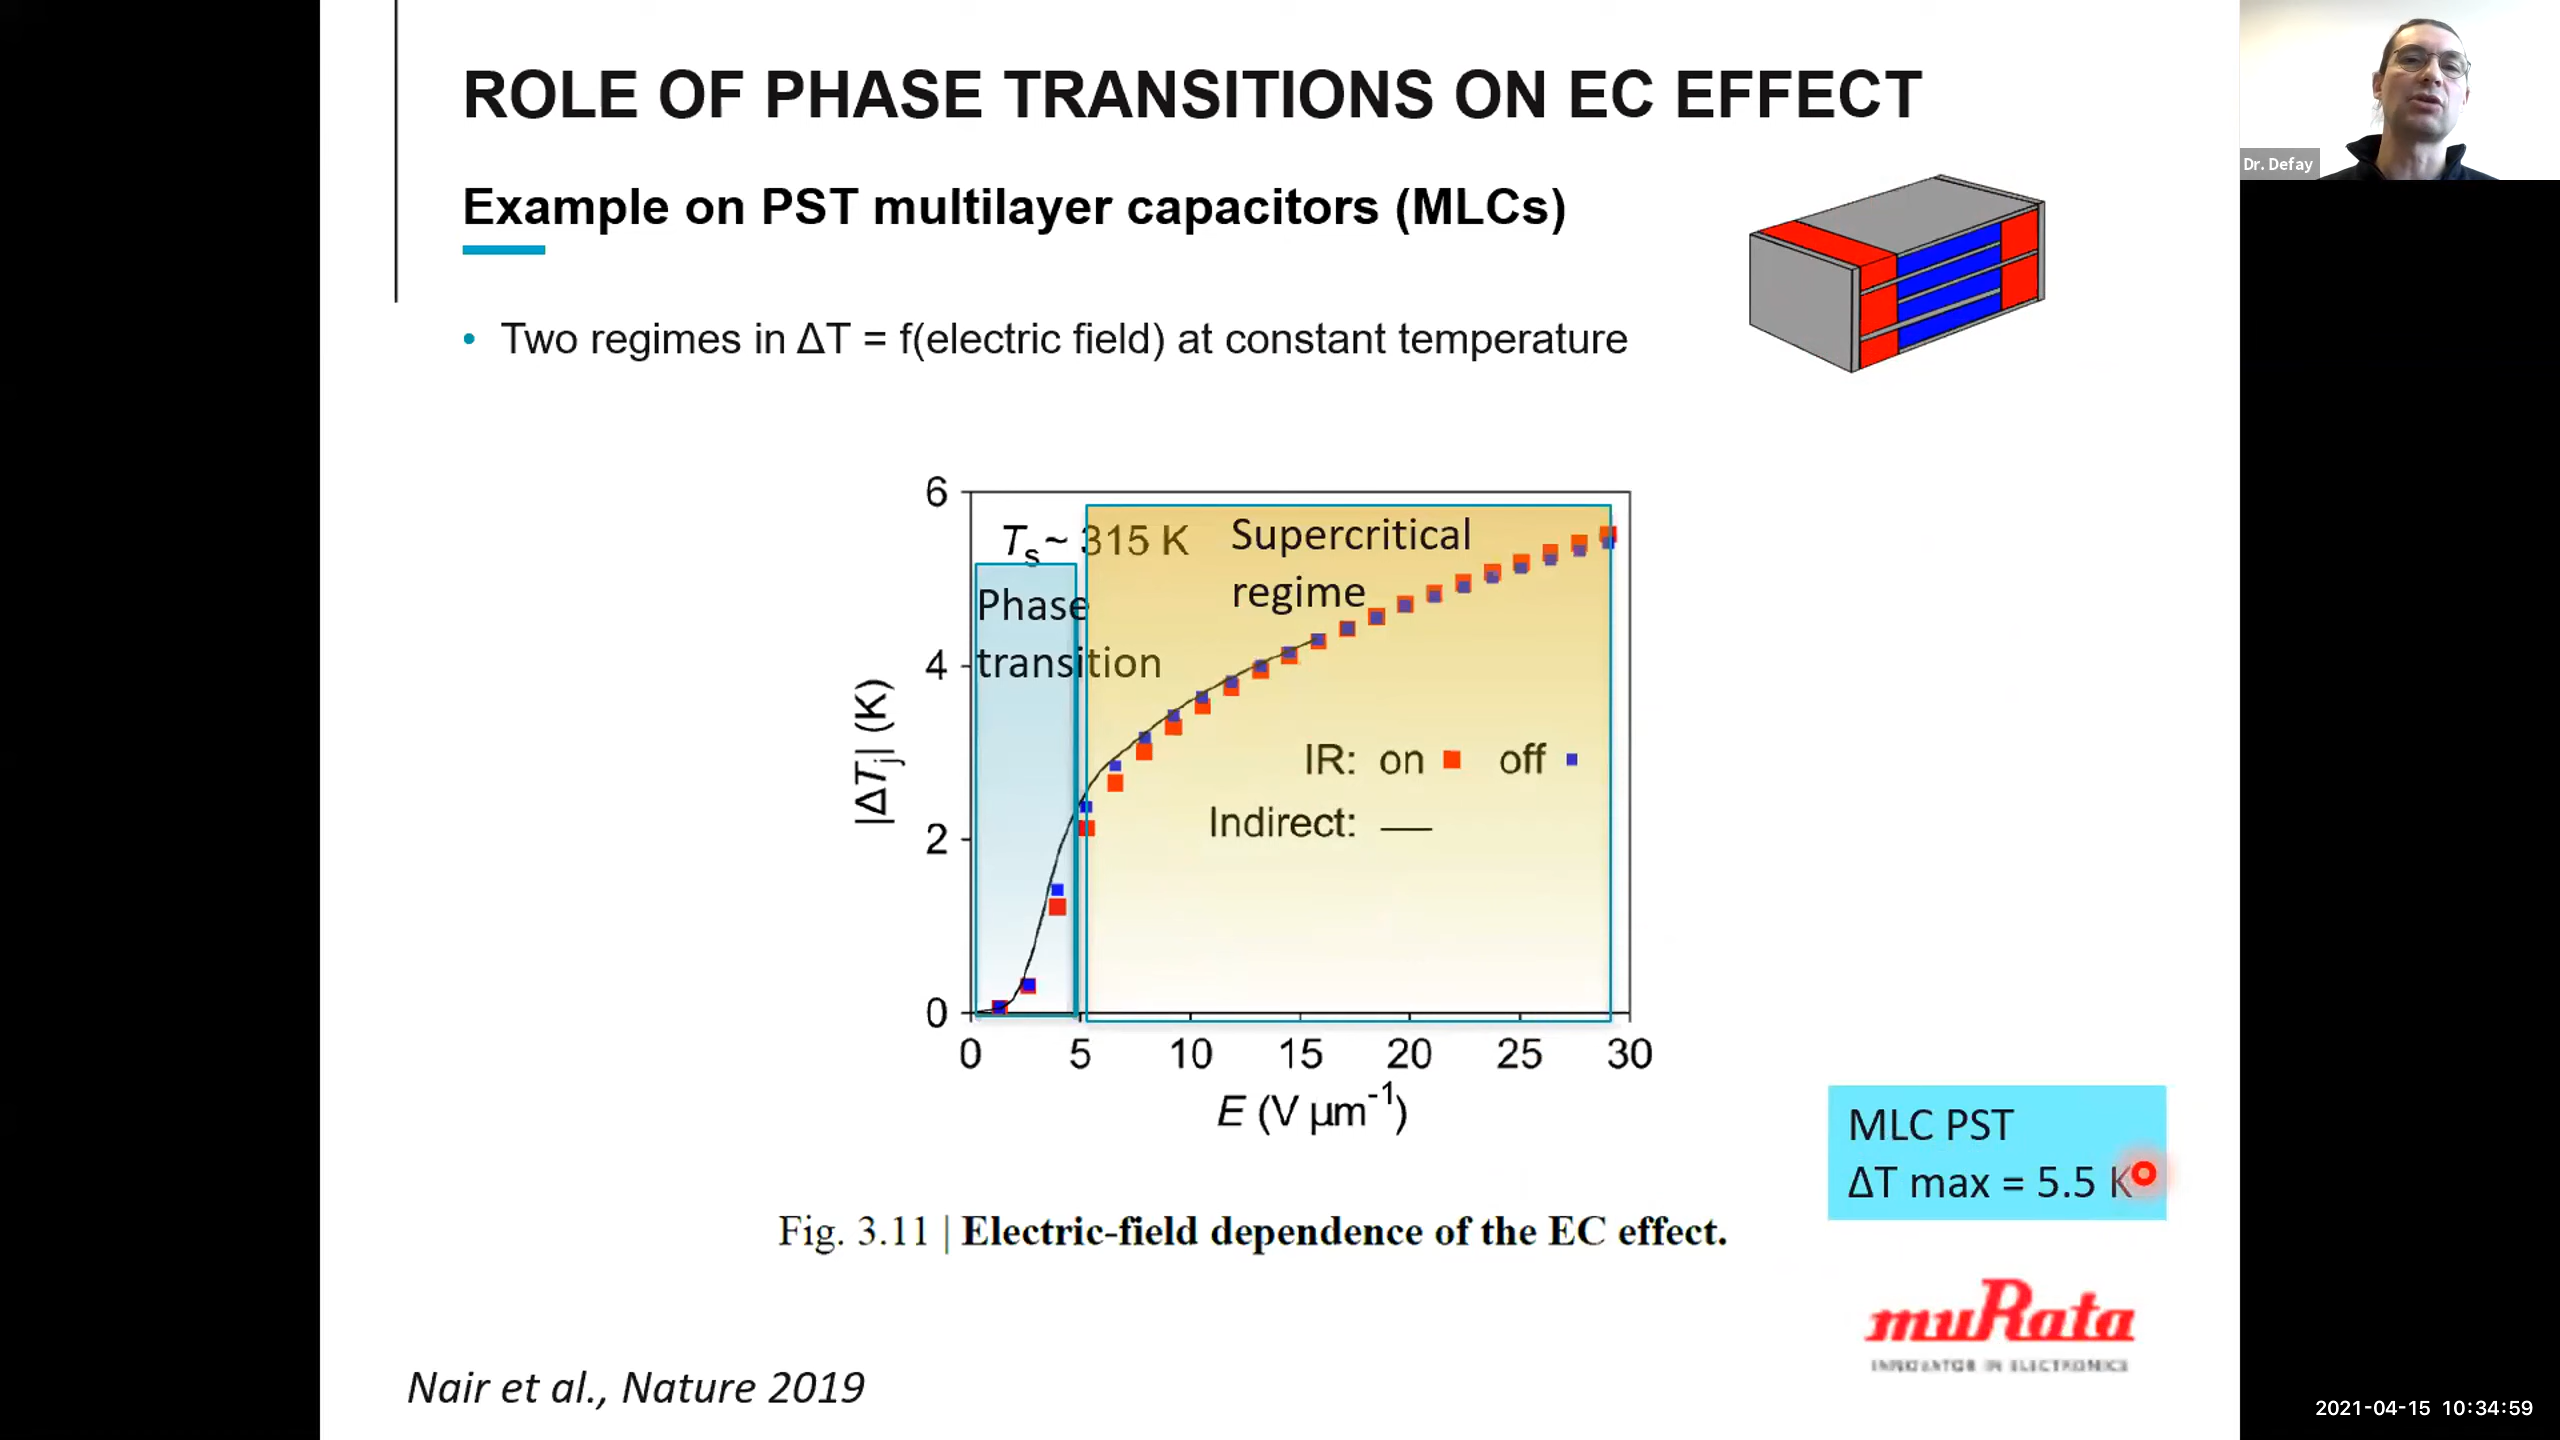 ROLE OF PHASE TRANSITIONS ON EC EFFECT
Dr. Defay
Example on PST multilayer capacitors (MLCs)
• Two regimes in ΔT = f(electric field) at constant temperature
6
4
2
0
|ΔTj| (K)
Ts ~ 315 K
Supercritical
regime
Phase
transition
IR: on off
Indirect:
0 5 10 15 20 25 30
E (V µm-1)
MLC PST
ΔT max = 5.5 K
Fig. 3.11 | Electric-field dependence of the EC effect.
muRata
INNOVATOR IN ELECTRONICS
Nair et al., Nature 2019
2021-04-15 10:34:59